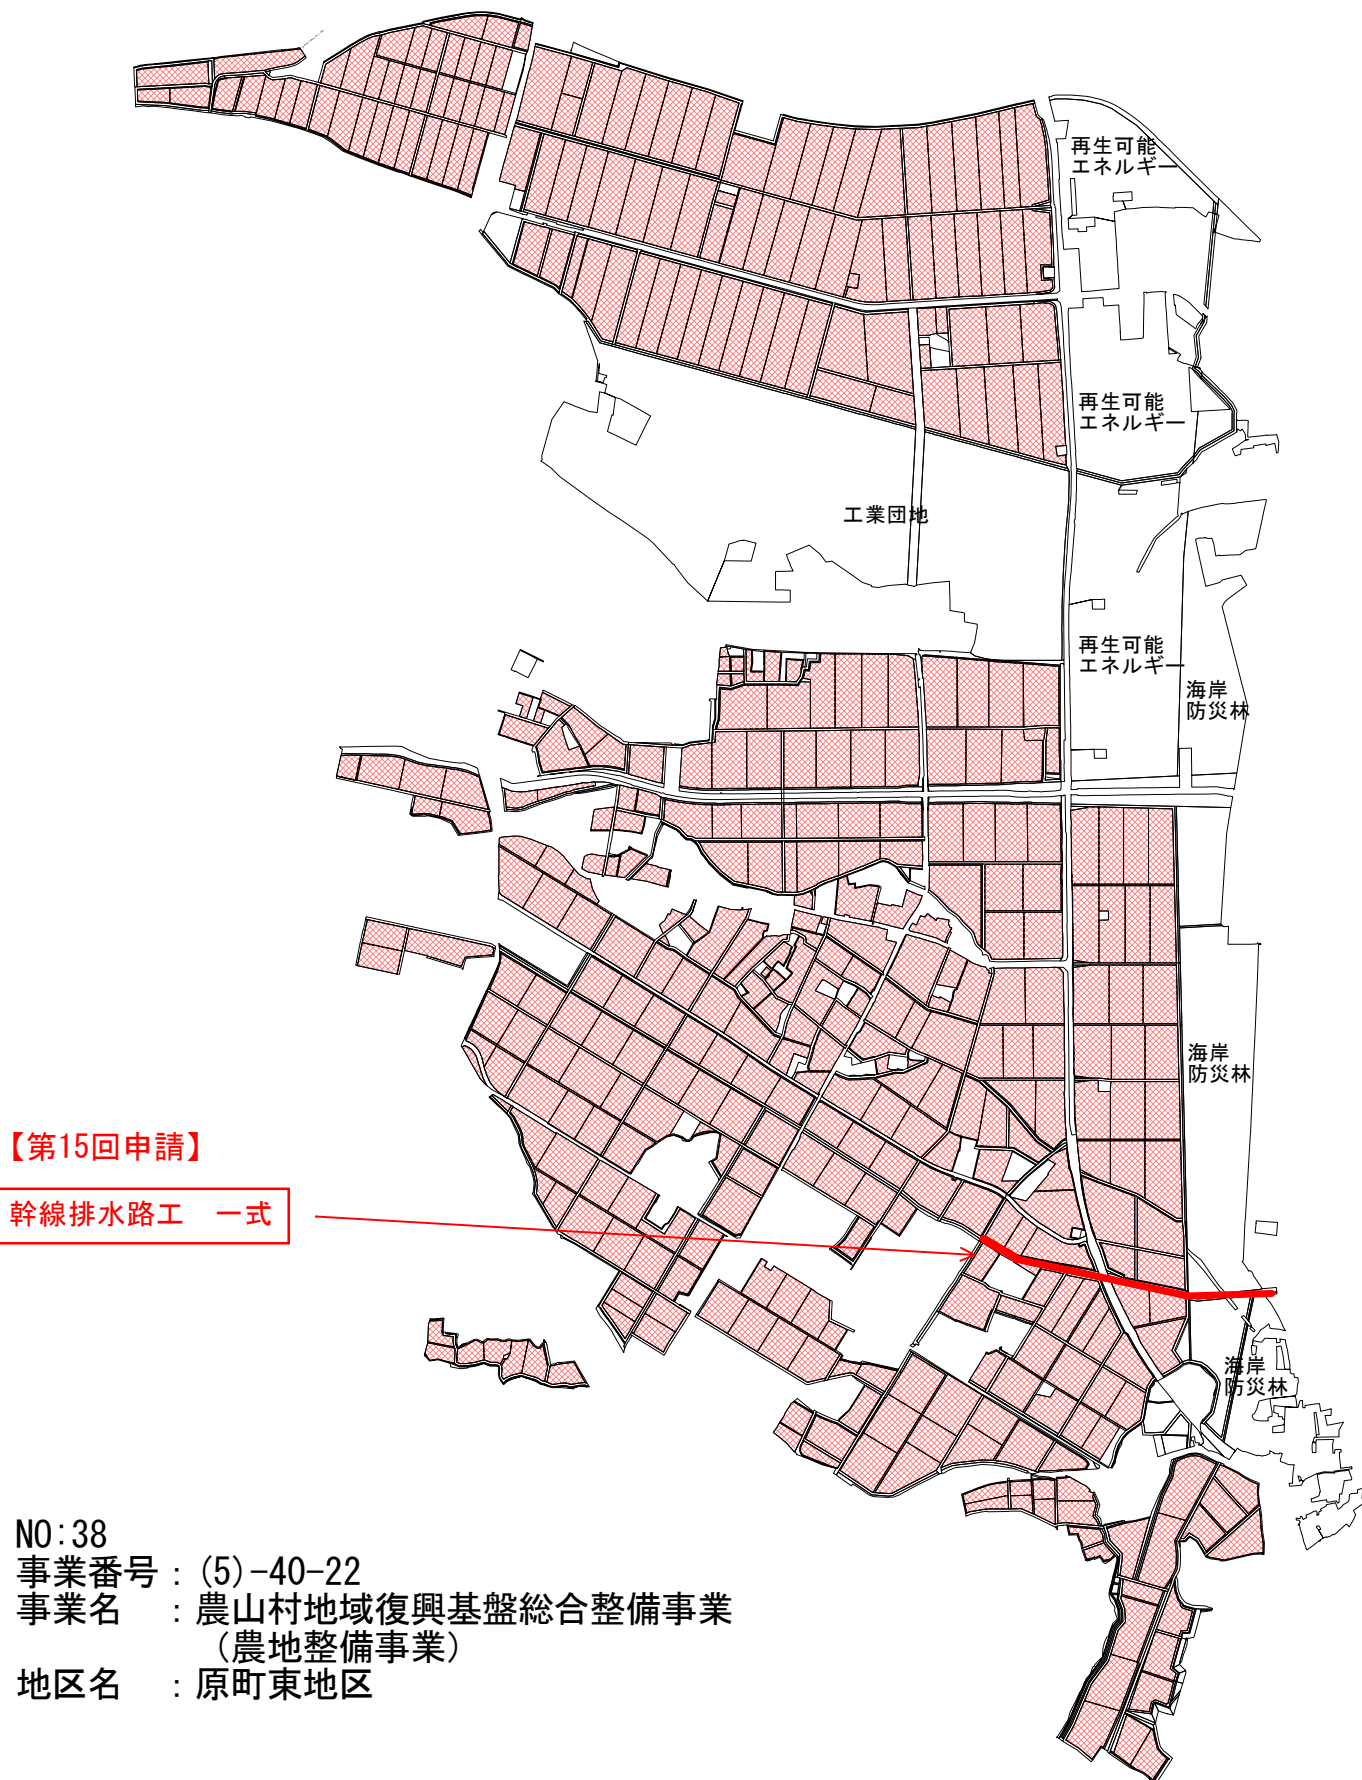 再生可能
エネルギー
再生可能
エネルギー
工業団地
再生可能
エネルギー
海岸
防災林
海岸
防災林
【第15回申請】
幹線排水路工　一式
海岸
防災林
NO:38
事業番号：(5)-40-22
事業名　：農山村地域復興基盤総合整備事業
（農地整備事業）
地区名　：原町東地区